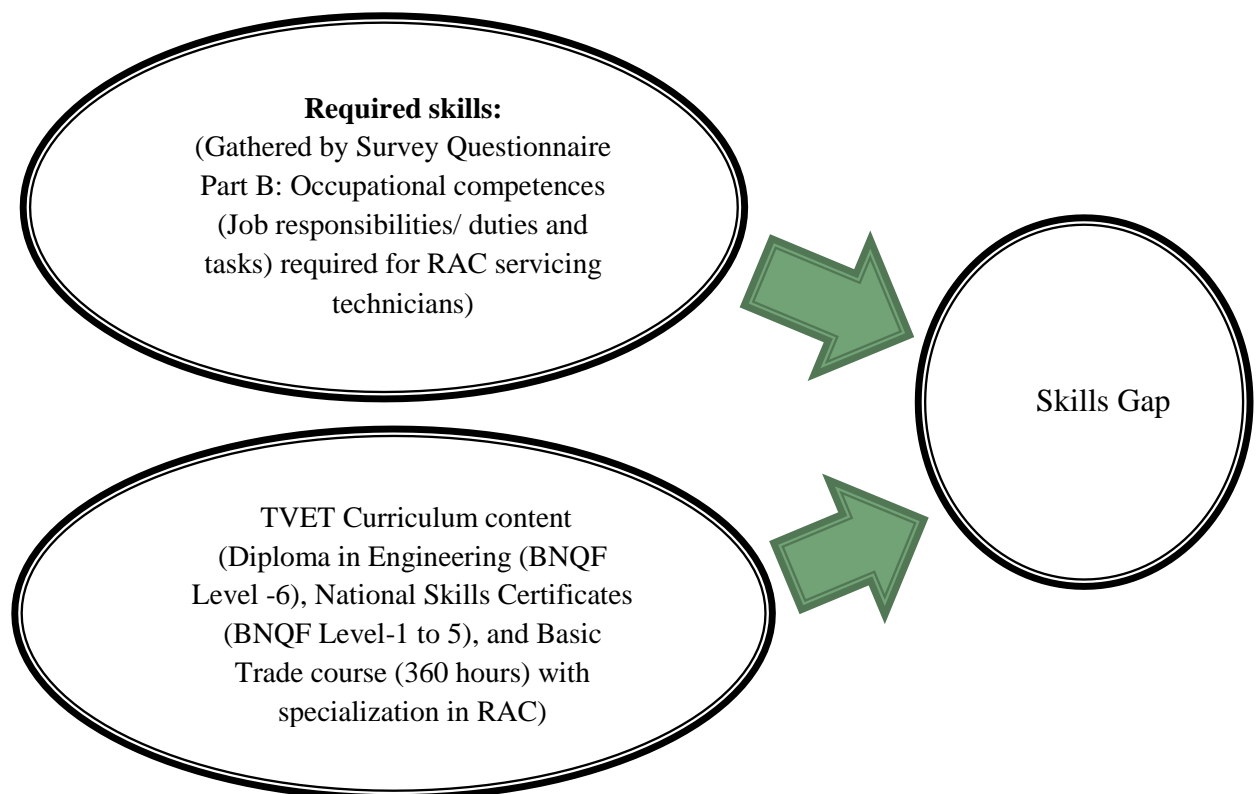 Required skills:
(Gathered by Survey Questionnaire
Part B: Occupational competences
(Job responsibilities/ duties and
tasks) required for RAC servicing
technicians)
Skills Gap
TVET Curriculum content
(Diploma in Engineering (BNQF
Level -6), National Skills Certificates
(BNQF Level-1 to 5), and Basic
Trade course (360 hours) with
specialization in RAC)